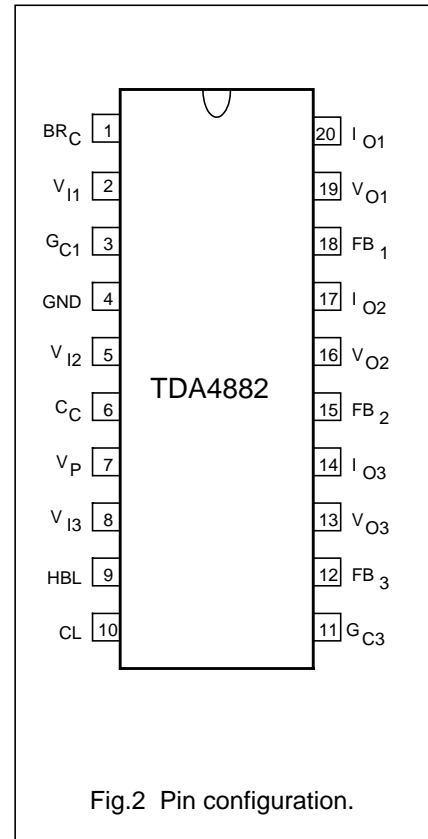 BRC 1 20 IO1
VI1 2 19 VO1
GC1 3 18 FB1
GND 4 17 IO2
VI2 5 16 VO2
TDA4882
CC 6 15 FB2
VP 7 14 IO3
VI3 8 13 VO3
HBL 9 12 FB3
CL 10 11 GC3
Fig.2 Pin configuration.